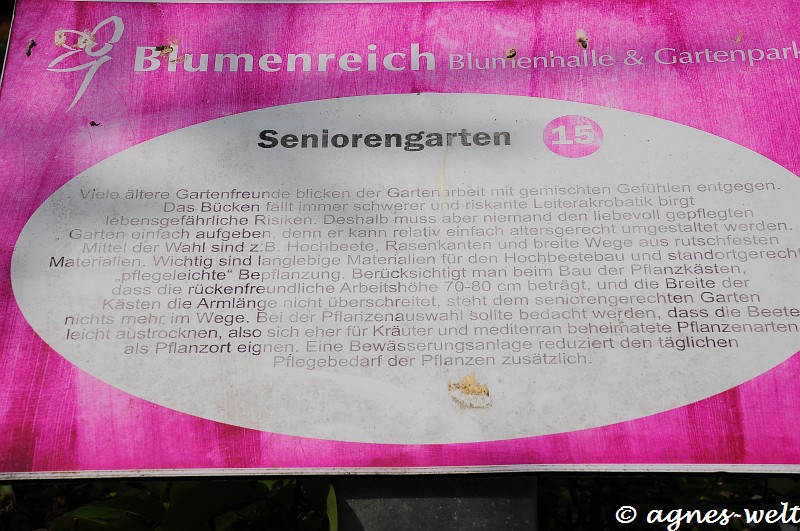 Blumenreich Blumenhalle & Gartenpark
Seniorengarten 15
Viele ältere Gartenfreunde blicken der Gartenarbeit mit gemischten Gefühlen entgegen.
Das Bücken fällt immer schwerer und riskante Leiterakrobatik birgt
lebensgefährliche Risiken. Deshalb muss aber niemand den liebevoll gepflegten
Garten einfach aufgeben, denn er kann relativ einfach altersgerecht umgestaltet werden.
Mittel der Wahl sind z.B. Hochbeete, Rasenkanten und breite Wege aus rutschfesten
Materialien. Wichtig sind langlebige Materialien für den Hochbeetebau und standortgerecht
„pflegeleichte“ Bepflanzung. Berücksichtigt man beim Bau der Pflanzkästen,
dass die rückenfreundliche Arbeitshöhe 70-80 cm beträgt, und die Breite der
Kästen die Armlänge nicht überschreitet, steht dem seniorengerechten Garten
nichts mehr im Wege. Bei der Pflanzenauswahl sollte bedacht werden, dass die Beete
leicht austrocknen, also sich eher für Kräuter und mediterran beheimatete Pflanzenarten
als Pflanzort eignen. Eine Bewässerungsanlage reduziert den täglichen
Pflegebedarf der Pflanzen zusätzlich.
© agnes-welt